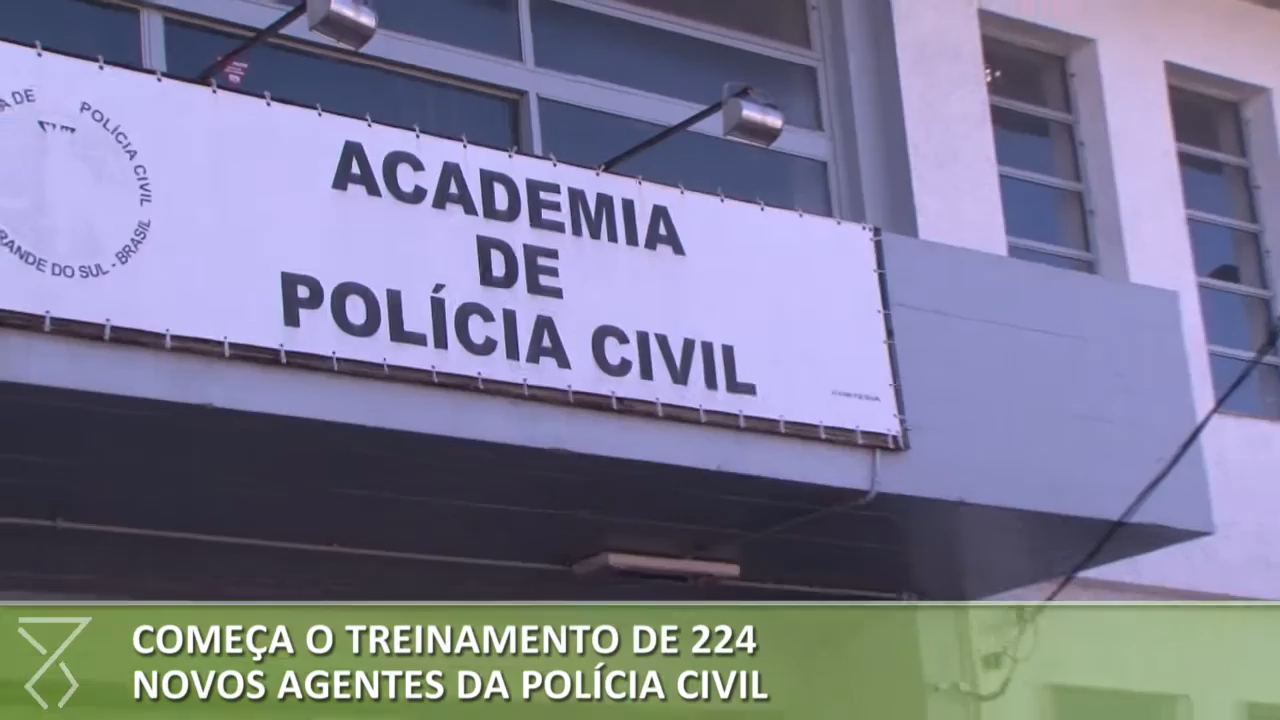 A DE POLÍCIA CIVIL
RANDE DO SUL - BRASIL
ACADEMIA
DE
POLÍCIA CIVIL
COMEÇA O TREINAMENTO DE 224
NOVOS AGENTES DA POLÍCIA CIVIL